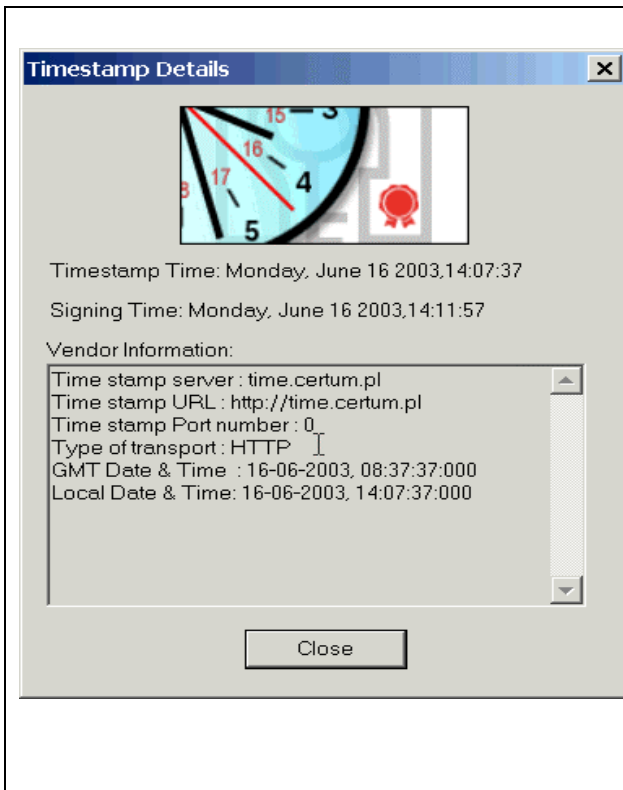 Timestamp Details
15 3
16
8 17 4
5
Timestamp Time: Monday, June 16 2003,14:07:37
Signing Time: Monday, June 16 2003,14:11:57
Vendor Information:
Time stamp server : time.certum.pl
Time stamp URL : http://time.certum.pl
Time stamp Port number : 0
Type of transport : HTTP
GMT Date & Time : 16-06-2003, 08:37:37:000
Local Date & Time: 16-06-2003, 14:07:37:000
Close